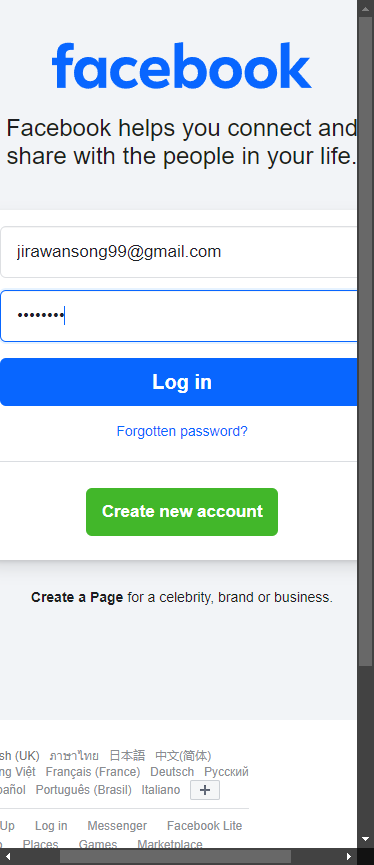 facebook
Facebook helps you connect and
share with the people in your life.
jirawansong99@gmail.com
••••••••
Log in
Forgotten password?
Create new account
Create a Page for a celebrity, brand or business.
sh (UK) ภาษาไทย 日本語 中文(简体)
ng Việt Français (France) Deutsch Русский
pañol Português (Brasil) Italiano +
Up Log in Messenger Facebook Lite
Places Games Marketplace